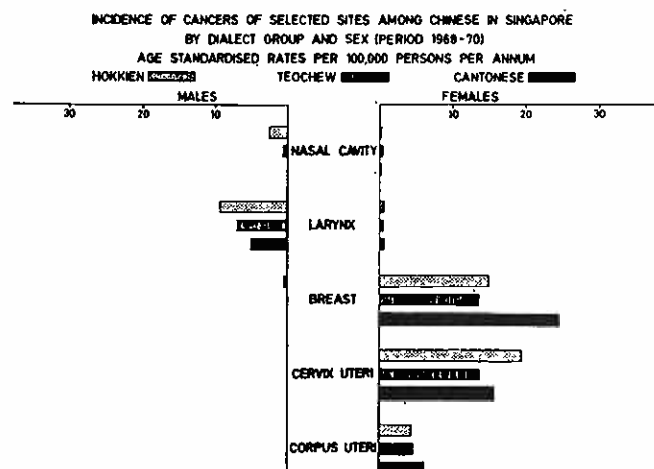 INCIDENCE OF CANCERS OF SELECTED SITES AMONG CHINESE IN SINGAPORE
BY DIALECT GROUP AND SEX (PERIOD 1968-70)
AGE STANDARDISED RATES PER 100,000 PERSONS PER ANNUM
HOKKIEN TEOCHEW CANTONESE
MALES FEMALES
30 20 10 10 20 30
NASAL CAVITY
LARYNX
BREAST
CERVIX UTERI
CORPUS UTERI